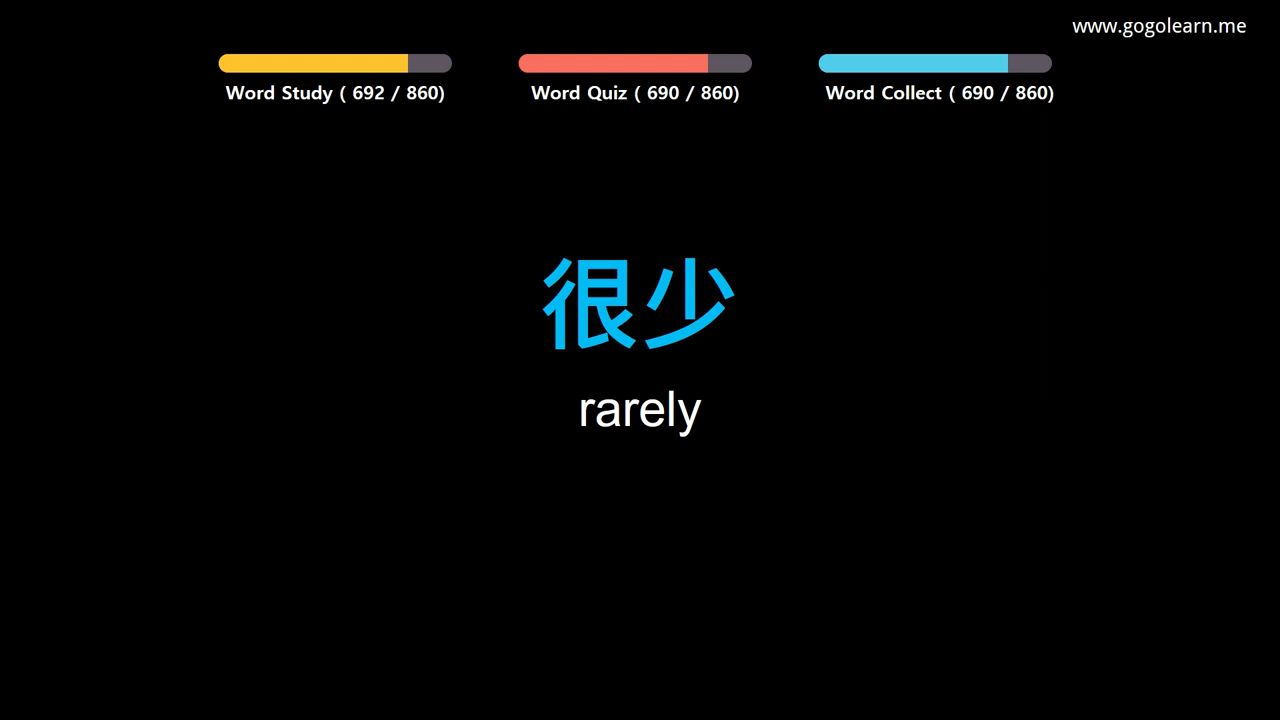 www.gogolearn.me
Word Study ( 692 / 860)
Word Quiz ( 690 / 860)
Word Collect ( 690 / 860)
很少
rarely